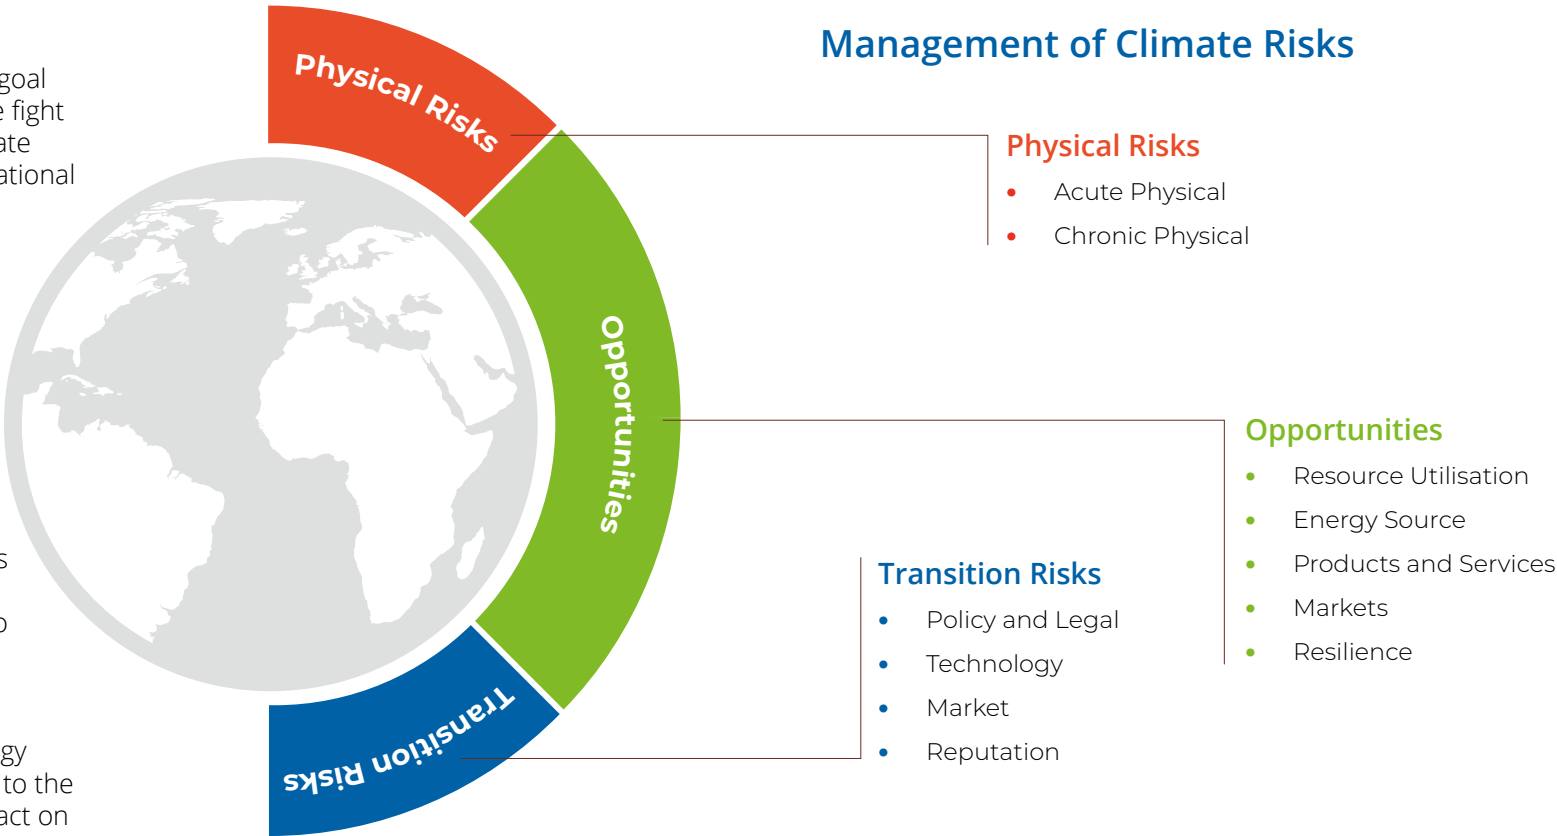 goal
fight
ational
to the
act on
Physical Risks
Opportunities
Transition Risks
Management of Climate Risks
Physical Risks
• Acute Physical
• Chronic Physical
Opportunities
• Resource Utilisation
• Energy Source
• Products and Services
• Markets
• Resilience
Transition Risks
• Policy and Legal
• Technology
• Market
• Reputation